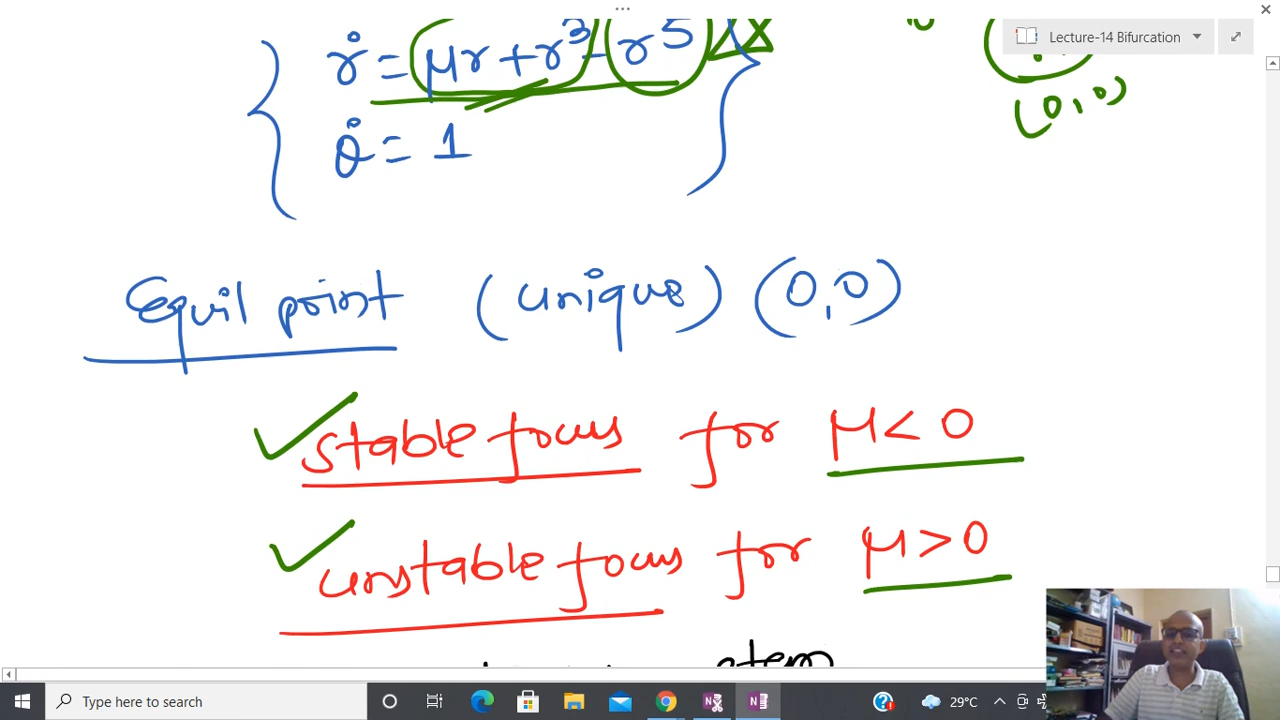 Lecture-14 Bifurcation
ṙ = μr + r³ - r⁵
(0,0)
θ̇ = 1
Equil point (unique) (0,0)
stable focus for μ < 0
unstable focus for μ > 0
Type here to search
29°C